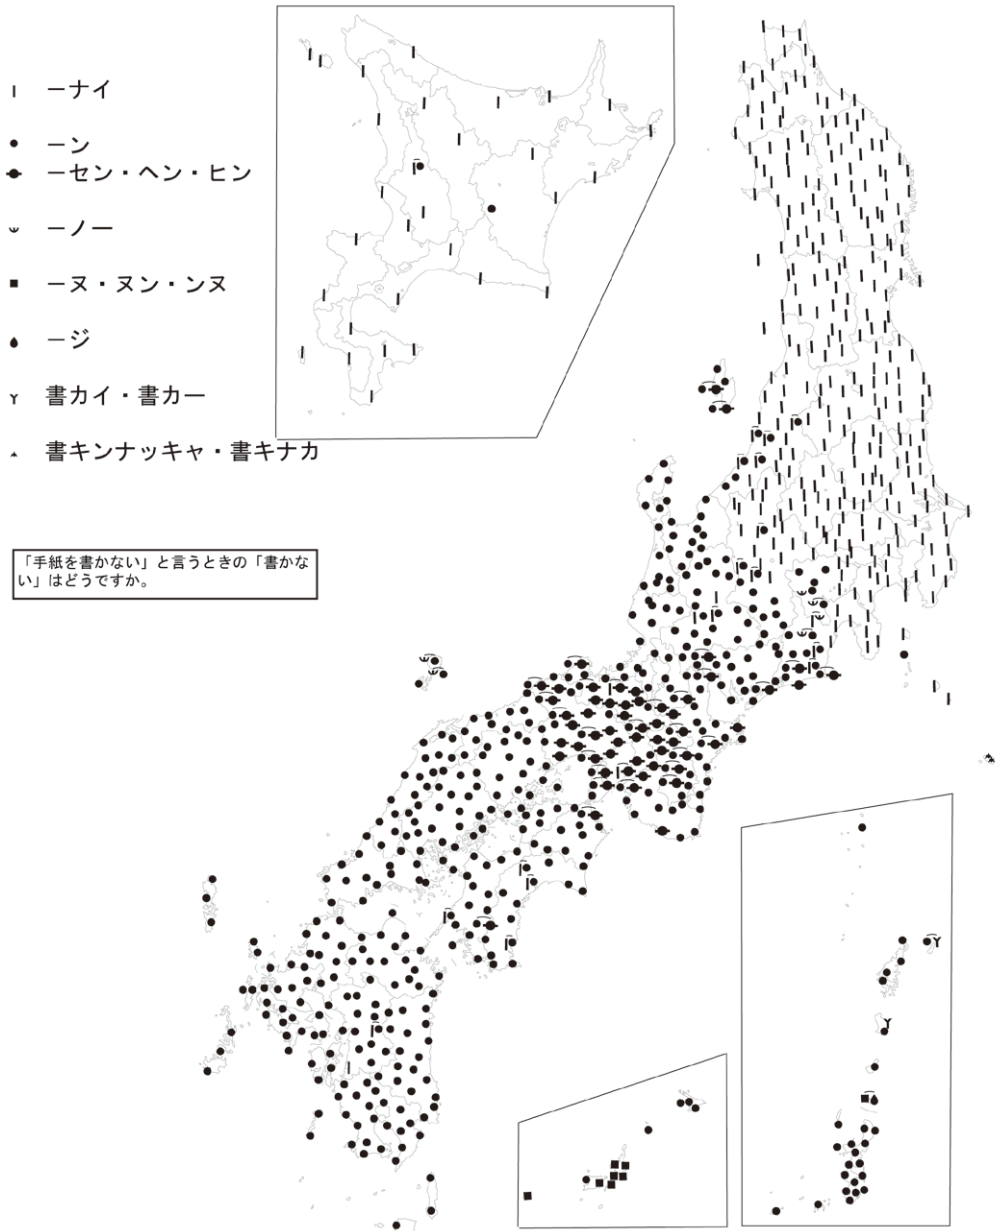 ーナイ
ーン
ーセン・ヘン・ヒン
ーノー
ーヌ・ヌン・ンヌ
ージ
書カイ・書カー
書キンナッキャ・書キナカ
「手紙を書かない」と言うときの「書かな
い」はどうですか。